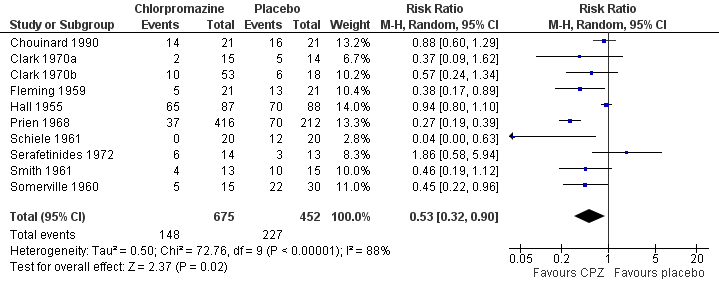 Chlorpromazine Placebo Risk Ratio Risk Ratio
Study or Subgroup Events Total Events Total Weight M-H, Random, 95% CI M-H, Random, 95% CI
Chouinard 1990 14 21 16 21 13.2% 0.88 [0.60, 1.29]
Clark 1970a 2 15 5 14 6.7% 0.37 [0.09, 1.62]
Clark 1970b 10 53 6 18 10.2% 0.57 [0.24, 1.34]
Fleming 1959 5 21 13 21 10.2% 0.38 [0.17, 0.89]
Hall 1955 65 87 70 88 14.0% 0.94 [0.80, 1.10]
Prien 1968 37 416 70 212 13.3% 0.27 [0.19, 0.39]
Schiele 1961 0 20 12 20 2.8% 0.04 [0.00, 0.63]
Serafetinides 1972 6 14 3 13 8.3% 1.86 [0.58, 5.94]
Smith 1961 4 13 10 15 10.0% 0.46 [0.19, 1.12]
Somerville 1960 5 15 22 30 11.1% 0.45 [0.22, 0.96]
Total (95% CI) 675 452 100.0% 0.53 [0.32, 0.90]
Total events 148 227
Heterogeneity: Tau² = 0.50; Chi² = 72.76, df = 9 (P < 0.00001); I² = 88%
Test for overall effect: Z = 2.37 (P = 0.02)
0.05 0.2 1 5 20
Favours CPZ Favours placebo